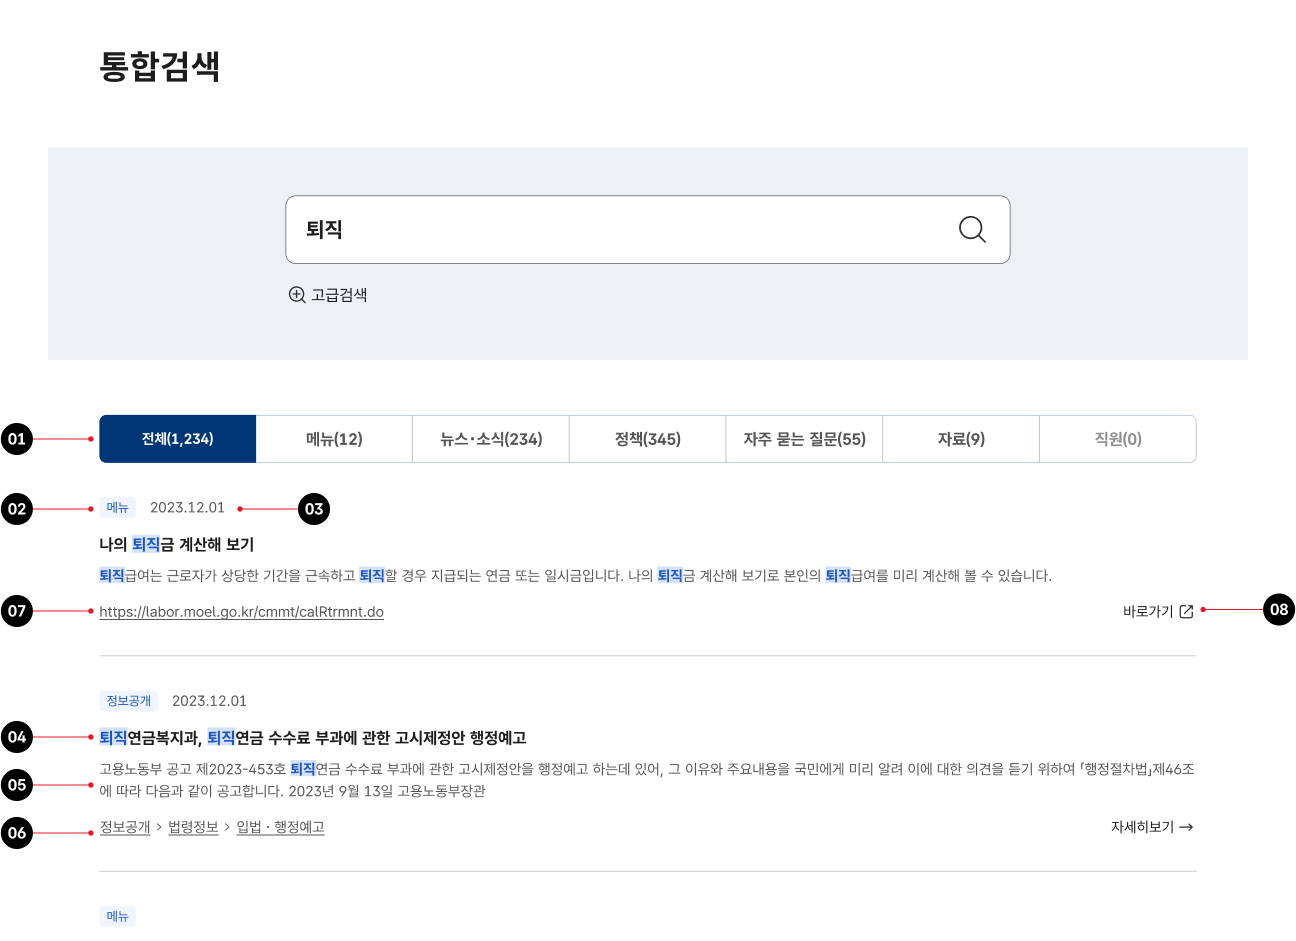 통합검색
퇴직
고급검색
01
전체(1,234)
메뉴(12)
뉴스·소식(234)
정책(345)
자주 묻는 질문(55)
자료(9)
직원(0)
02
메뉴
2023.12.01
03
나의 퇴직금 계산해 보기
퇴직급여는 근로자가 상당한 기간을 근속하고 퇴직할 경우 지급되는 연금 또는 일시금입니다. 나의 퇴직금 계산해 보기로 본인의 퇴직급여를 미리 계산해 볼 수 있습니다.
07
https://labor.moel.go.kr/cmmt/calRtrmnt.do
바로가기
08
정보공개
2023.12.01
04
퇴직연금복지과, 퇴직연금 수수료 부과에 관한 고시제정안 행정예고
고용노동부 공고 제2023-453호 퇴직연금 수수료 부과에 관한 고시제정안을 행정예고 하는데 있어, 그 이유와 주요내용을 국민에게 미리 알려 이에 대한 의견을 듣기 위하여 ｢행정절차법｣제46조
05
에 따라 다음과 같이 공고합니다. 2023년 9월 13일 고용노동부장관
06
정보공개 > 법령정보 > 입법·행정예고
자세히보기 →
메뉴